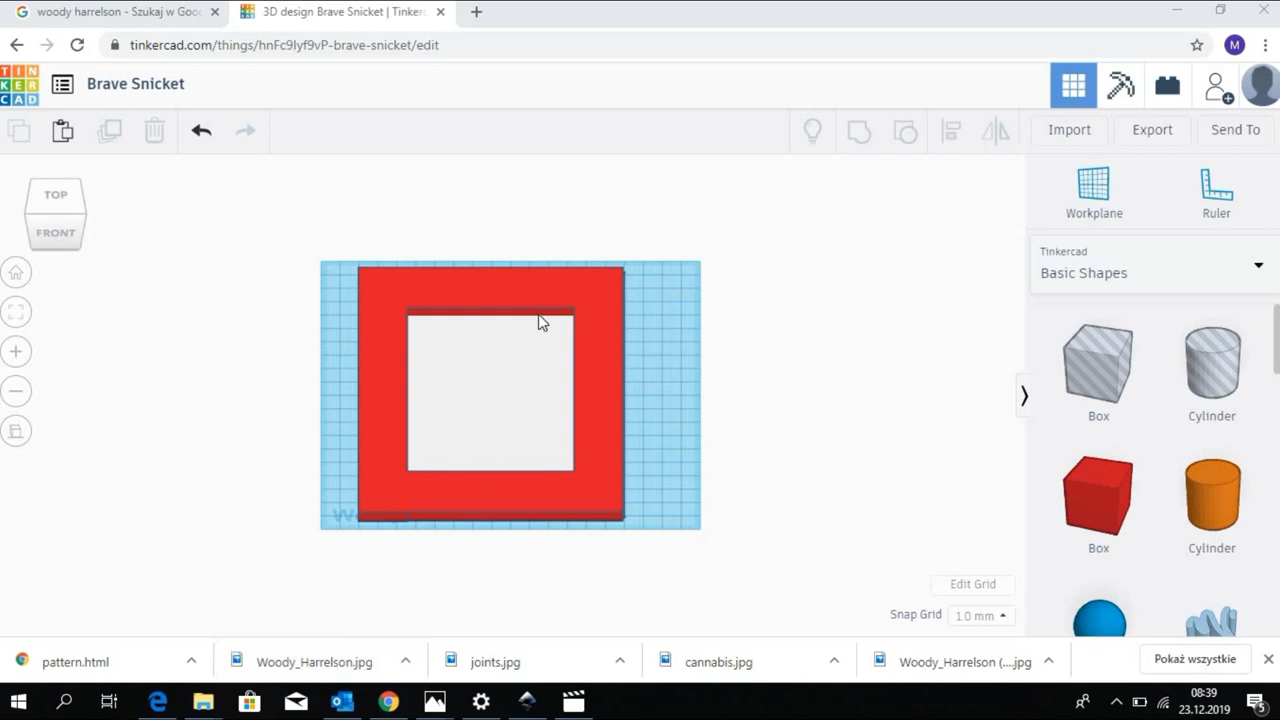 woody harrelson - Szukaj w Goo
3D design Brave Snicket | Tinker
tinkercad.com/things/hnFc9lyf9vP-brave-snicket/edit
M
TIN
KER
CAD
Brave Snicket
Import
Export
Send To
TOP
FRONT
Workplane
Ruler
Tinkercad
Basic Shapes
Box
Cylinder
Box
Cylinder
Edit Grid
Snap Grid
1.0 mm
pattern.html
Woody_Harrelson.jpg
joints.jpg
cannabis.jpg
Woody_Harrelson (....jpg
Pokaż wszystkie
08:39
23.12.2019
5